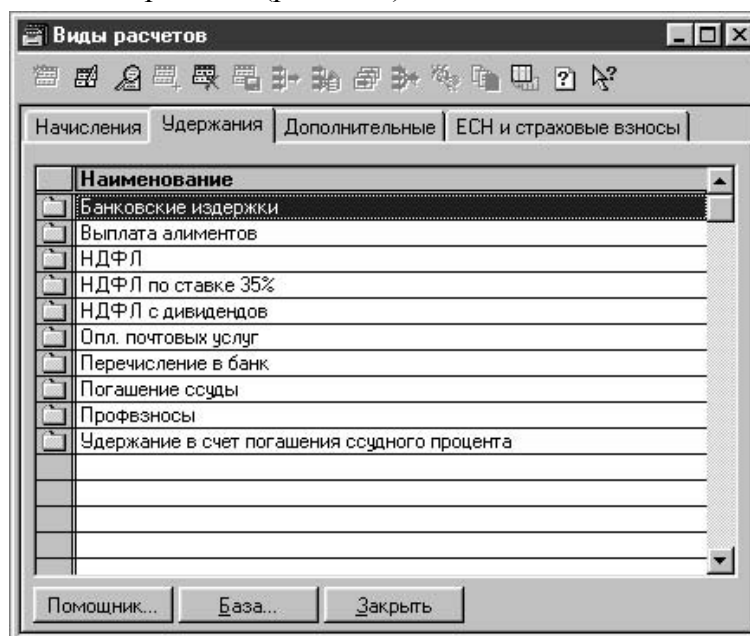 Виды расчетов
Начисления Удержания Дополнительные ЕСН и страховые взносы
Наименование
Банковские издержки
Выплата алиментов
НДФЛ
НДФЛ по ставке 35%
НДФЛ с дивидендов
Опл. почтовых услуг
Перечисление в банк
Погашение ссуды
Профвзносы
Удержание в счет погашения ссудного процента
Помощник... База... Закрыть